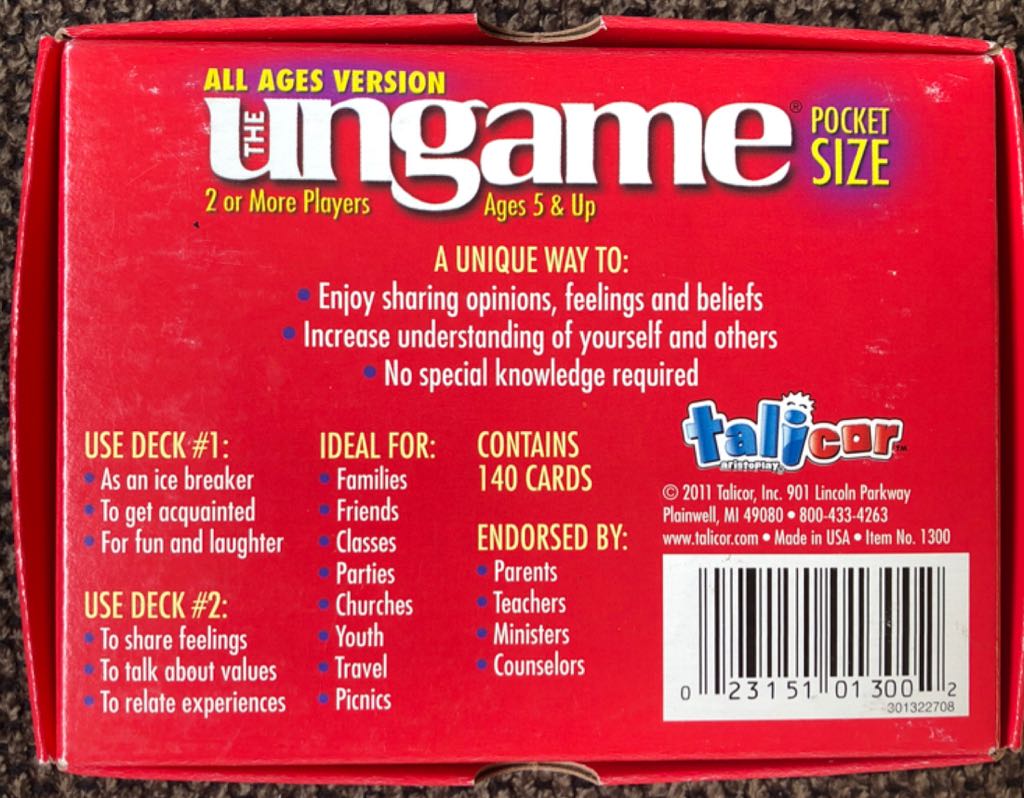 ALL AGES VERSION
THE ungame® POCKET SIZE
2 or More Players Ages 5 & Up
A UNIQUE WAY TO:
• Enjoy sharing opinions, feelings and beliefs
• Increase understanding of yourself and others
• No special knowledge required
USE DECK #1:
• As an ice breaker
• To get acquainted
• For fun and laughter
USE DECK #2:
• To share feelings
• To talk about values
• To relate experiences
IDEAL FOR:
• Families
• Friends
• Classes
• Parties
• Churches
• Youth
• Travel
• Picnics
CONTAINS
140 CARDS
ENDORSED BY:
• Parents
• Teachers
• Ministers
• Counselors
talicor™
aristoplay
© 2011 Talicor, Inc. 901 Lincoln Parkway
Plainwell, MI 49080 • 800-433-4263
www.talicor.com • Made in USA • Item No. 1300
0 23151 01300 2
301322708